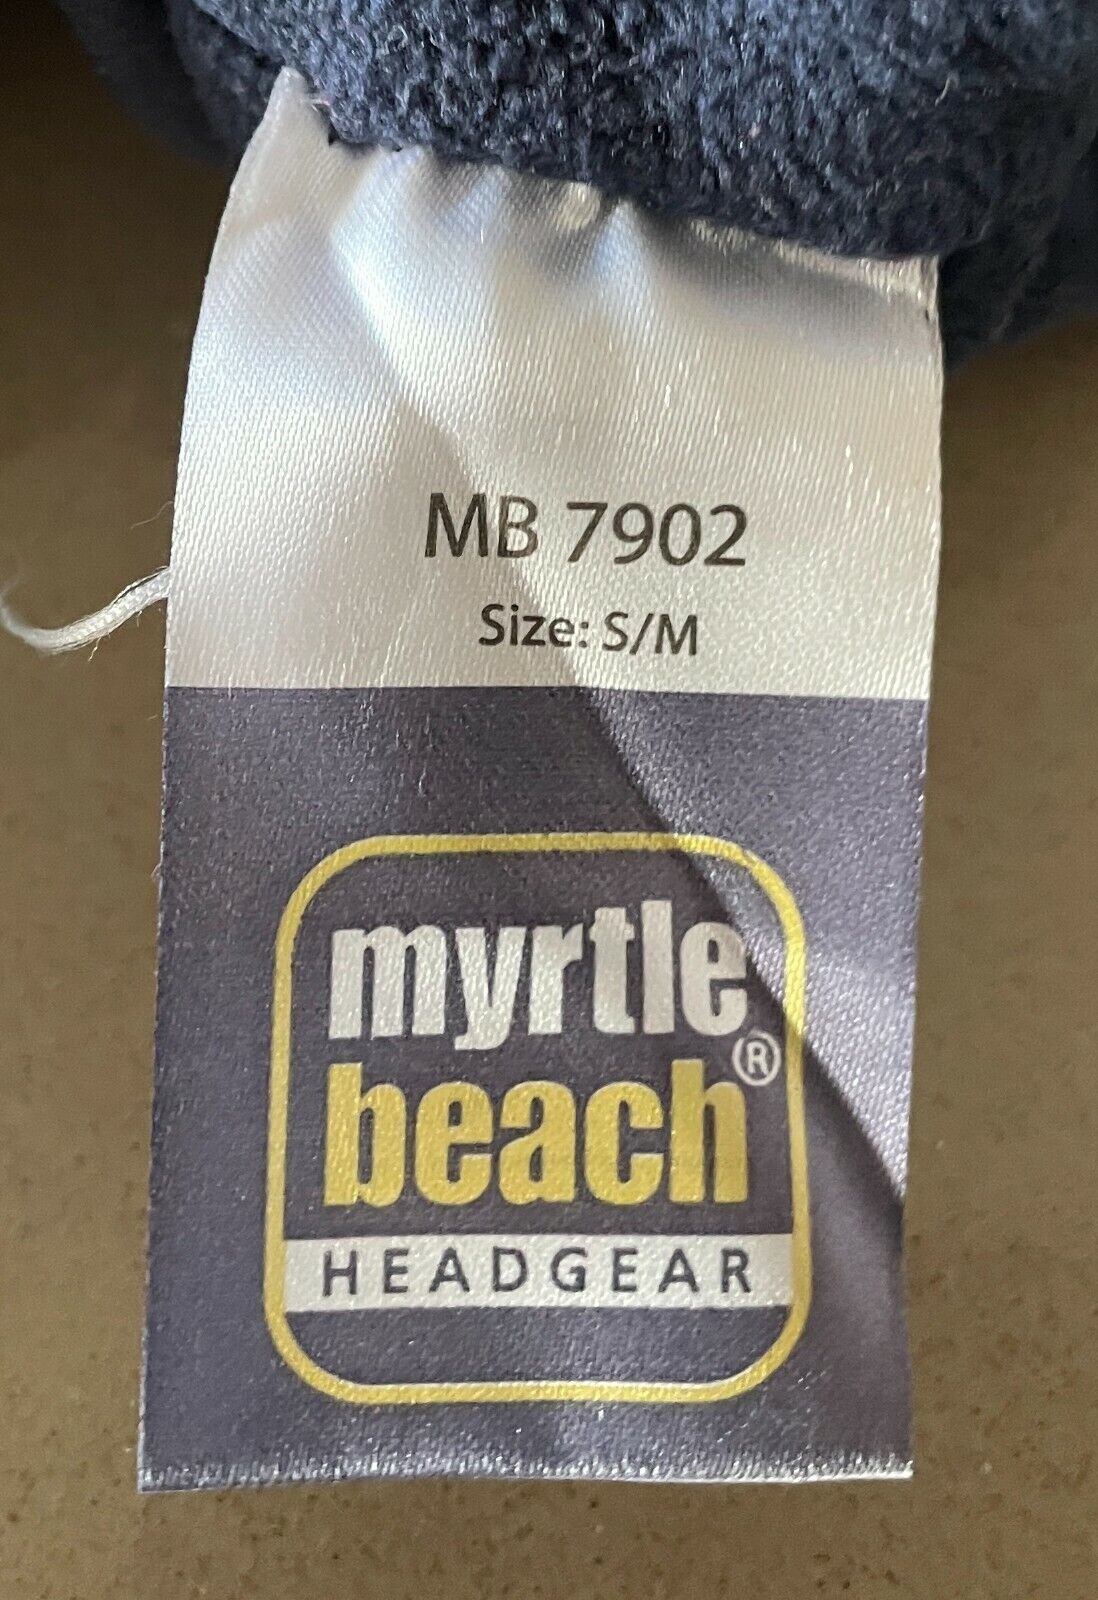 MB 7902
Size: S/M
myrtle
beach®
HEADGEAR